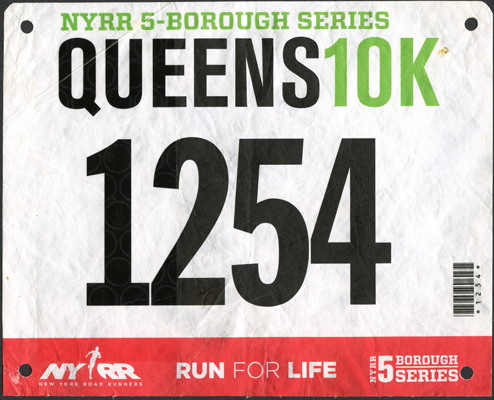 NYRR 5-BOROUGH SERIES
QUEENS10K
1254
*1254*
NYRR
NEW YORK ROAD RUNNERS
RUN FOR LIFE
NYRR 5 BOROUGH SERIES